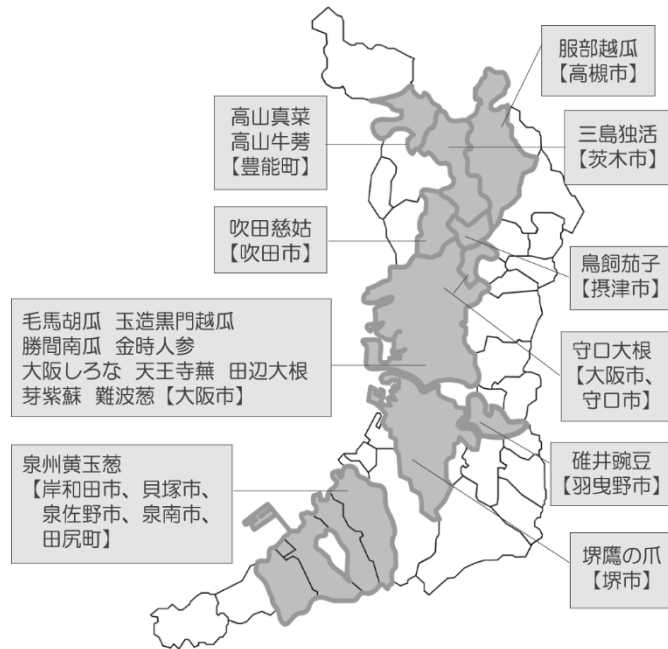 服部越瓜
【高槻市】
高山真菜
高山牛蒡
【豊能町】
三島独活
【茨木市】
吹田慈姑
【吹田市】
鳥飼茄子
【摂津市】
毛馬胡瓜 玉造黒門越瓜
勝間南瓜 金時人参
大阪しろな 天王寺蕪 田辺大根
芽紫蘇 難波葱【大阪市】
守口大根
【大阪市、
守口市】
泉州黄玉葱
【岸和田市、貝塚市、
泉佐野市、泉南市、
田尻町】
碓井豌豆
【羽曳野市】
堺鷹の爪
【堺市】